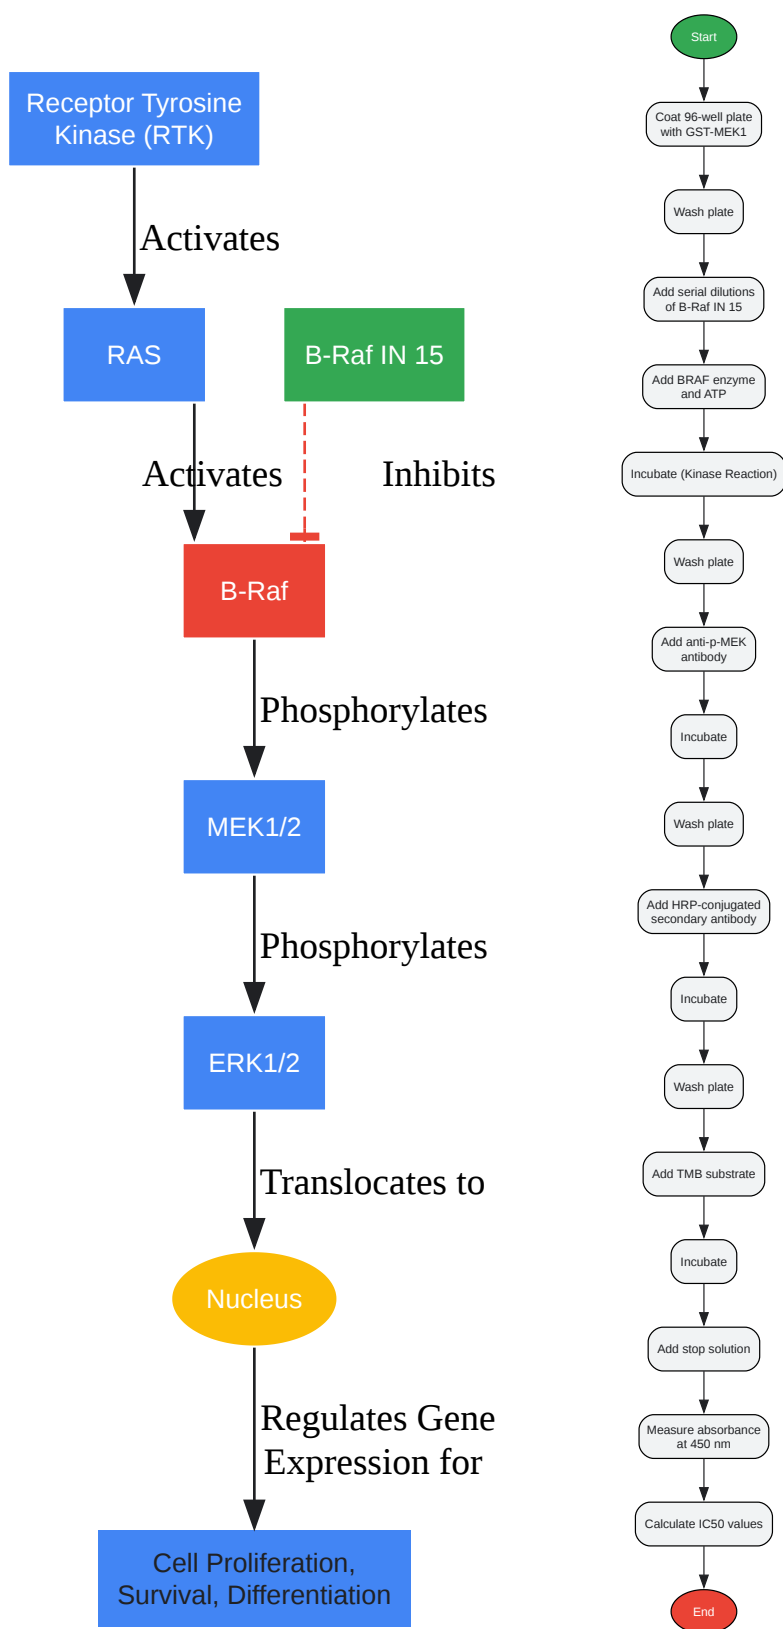 Receptor Tyrosine
Kinase (RTK)
Activates
RAS
B-Raf IN 15
Activates
Inhibits
B-Raf
Phosphorylates
MEK1/2
Phosphorylates
ERK1/2
Translocates to
Nucleus
Regulates Gene
Expression for
Cell Proliferation,
Survival, Differentiation
Start
Coat 96-well plate
with GST-MEK1
Wash plate
Add serial dilutions
of B-Raf IN 15
Add BRAF enzyme
and ATP
Incubate (Kinase Reaction)
Wash plate
Add anti-p-MEK
antibody
Incubate
Wash plate
Add HRP-conjugated
secondary antibody
Incubate
Wash plate
Add TMB substrate
Incubate
Add stop solution
Measure absorbance
at 450 nm
Calculate IC50 values
End